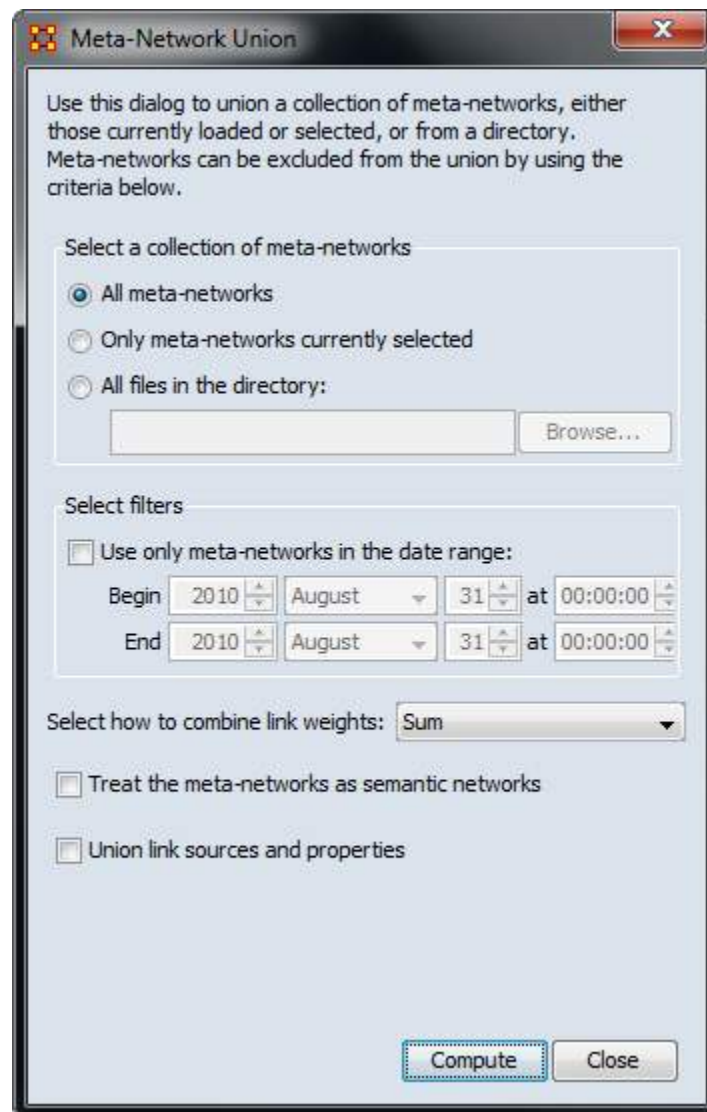 Meta-Network Union
Use this dialog to union a collection of meta-networks, either
those currently loaded or selected, or from a directory.
Meta-networks can be excluded from the union by using the
criteria below.
Select a collection of meta-networks
All meta-networks
Only meta-networks currently selected
All files in the directory:
Browse...
Select filters
Use only meta-networks in the date range:
Begin 2010 August 31 at 00:00:00
End 2010 August 31 at 00:00:00
Select how to combine link weights: Sum
Treat the meta-networks as semantic networks
Union link sources and properties
Compute Close